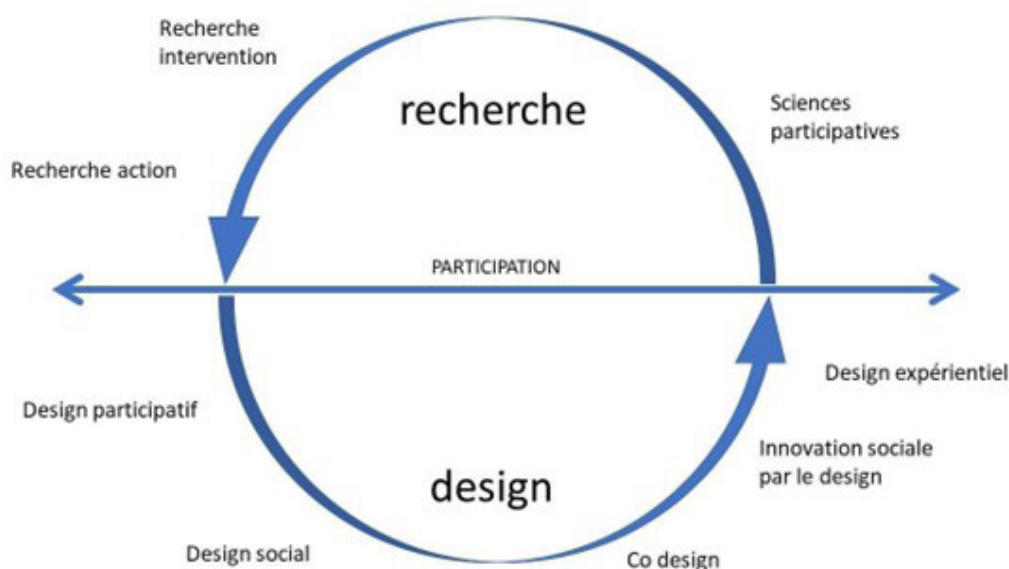 Recherche
intervention
recherche
Sciences
participatives
Recherche action
PARTICIPATION
Design expérientiel
Design participatif
Innovation sociale
par le design
design
Design social
Co design